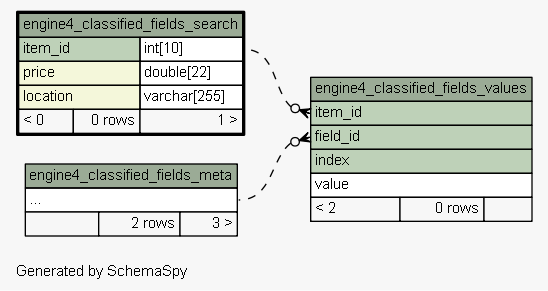 engine4_classified_fields_search
item_id int[10]
price double[22]
location varchar[255]
< 0 0 rows 1 >
engine4_classified_fields_values
item_id
field_id
index
value
< 2 0 rows
engine4_classified_fields_meta
...
2 rows 3 >
Generated by SchemaSpy